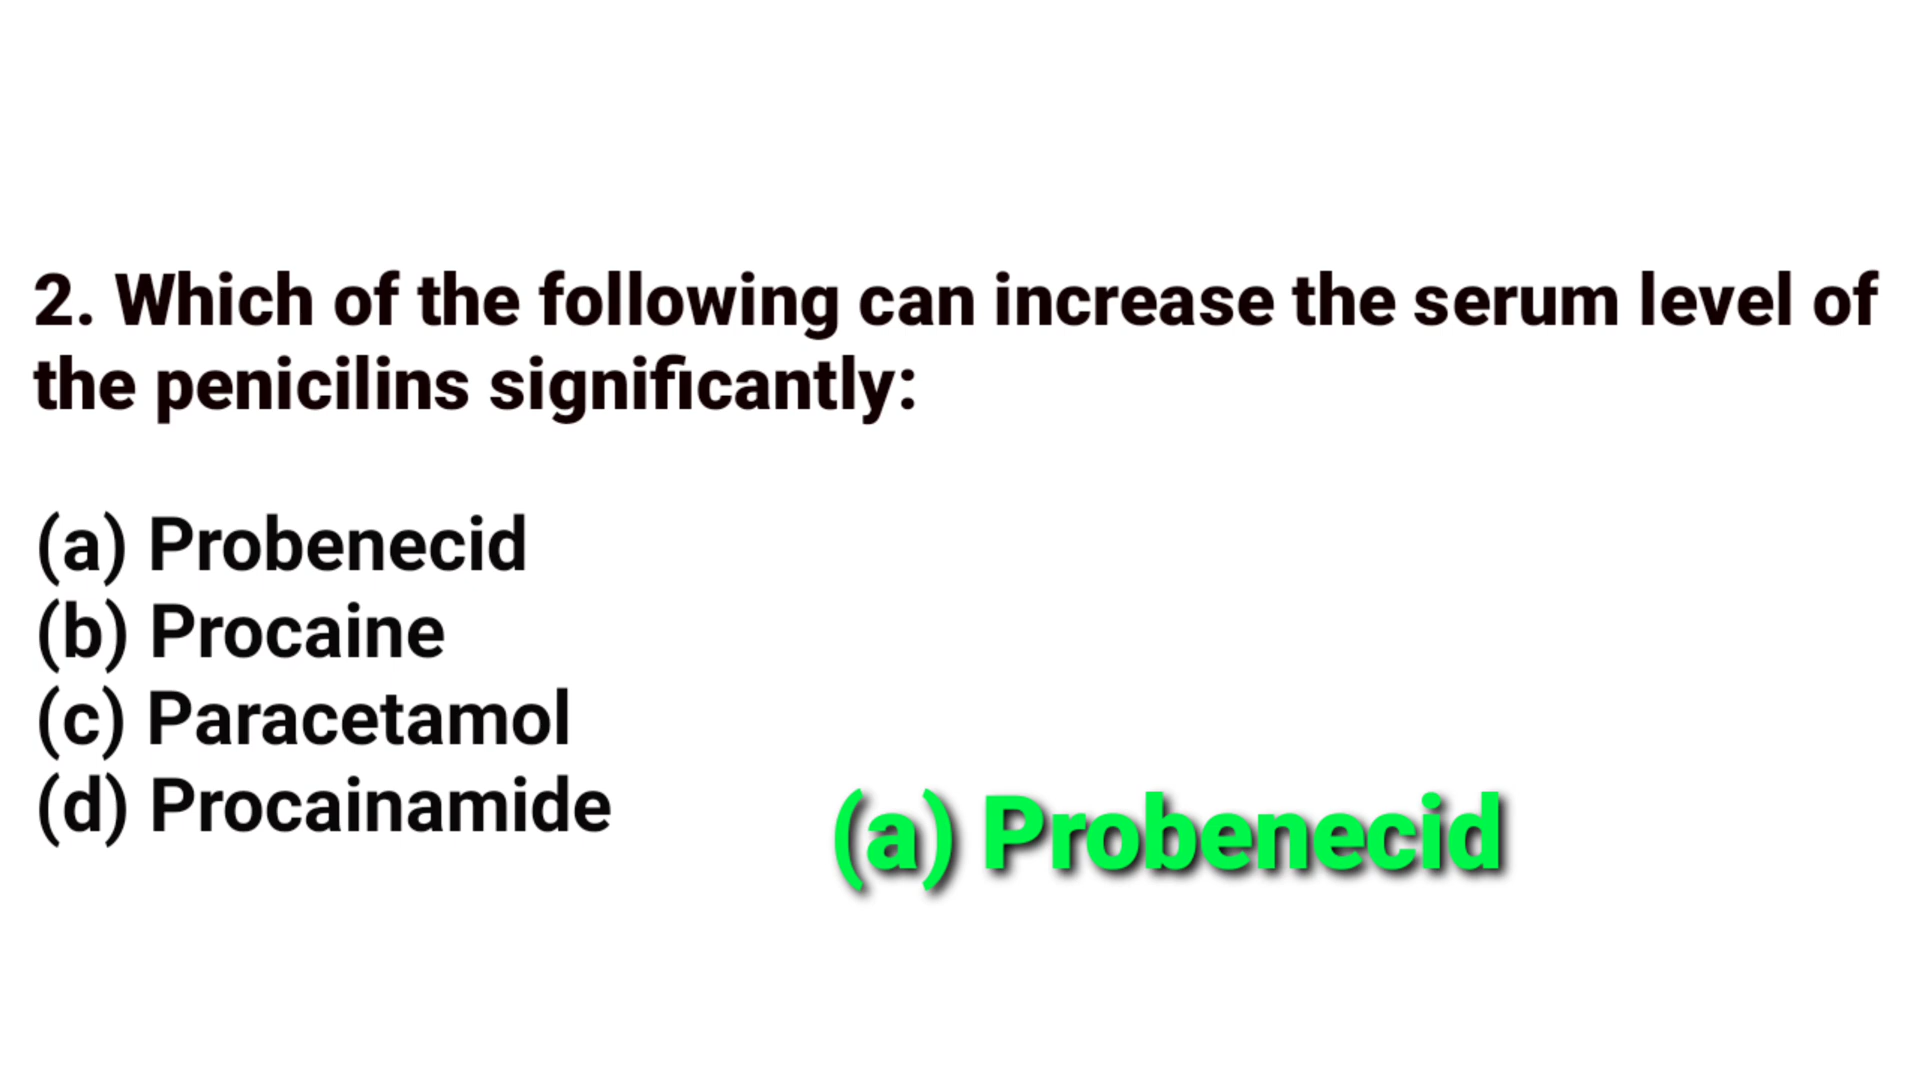 2. Which of the following can increase the serum level of
the penicilins significantly:
(a) Probenecid
(b) Procaine
(c) Paracetamol
(d) Procainamide
(a) Probenecid